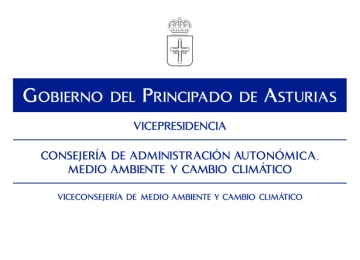 GOBIERNO DEL PRINCIPADO DE ASTURIAS
VICEPRESIDENCIA
CONSEJERÍA DE ADMINISTRACIÓN AUTONÓMICA,
MEDIO AMBIENTE Y CAMBIO CLIMÁTICO
VICECONSEJERÍA DE MEDIO AMBIENTE Y CAMBIO CLIMÁTICO